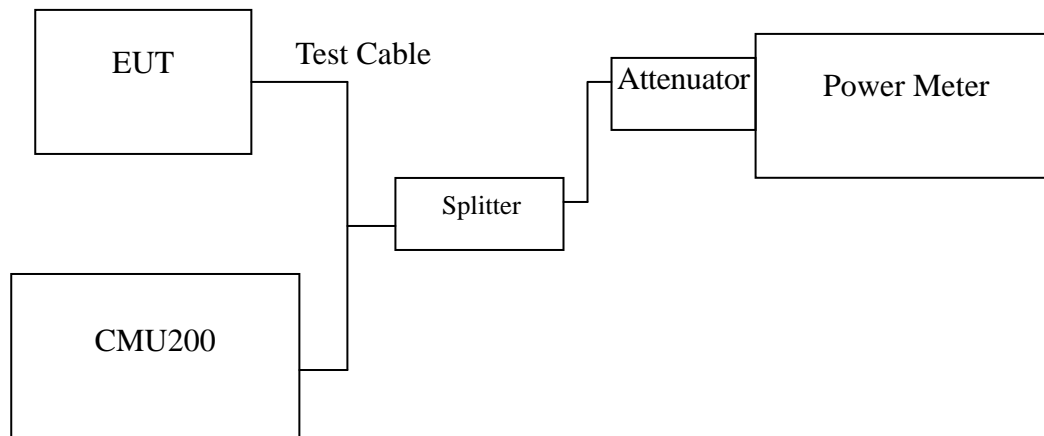 EUT
Test Cable
Attenuator
Power Meter
Splitter
CMU200